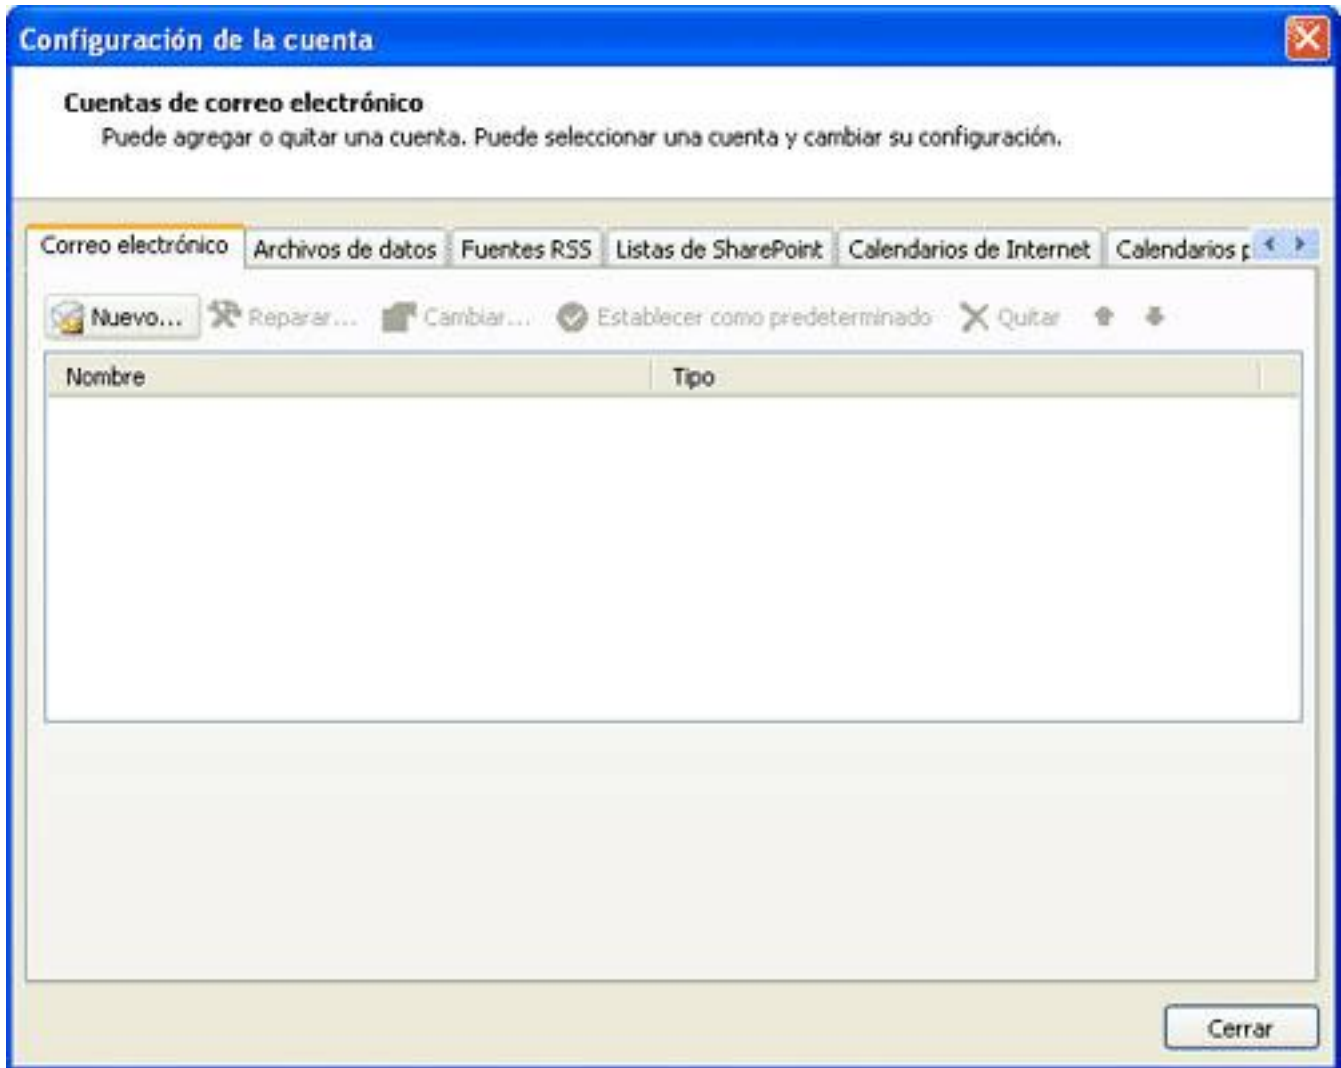 Configuración de la cuenta
Cuentas de correo electrónico
Puede agregar o quitar una cuenta. Puede seleccionar una cuenta y cambiar su configuración.
Correo electrónico Archivos de datos Fuentes RSS Listas de SharePoint Calendarios de Internet Calendarios
Nuevo... Reparar... Cambiar... Establecer como predeterminado Quitar
Nombre Tipo
Cerrar